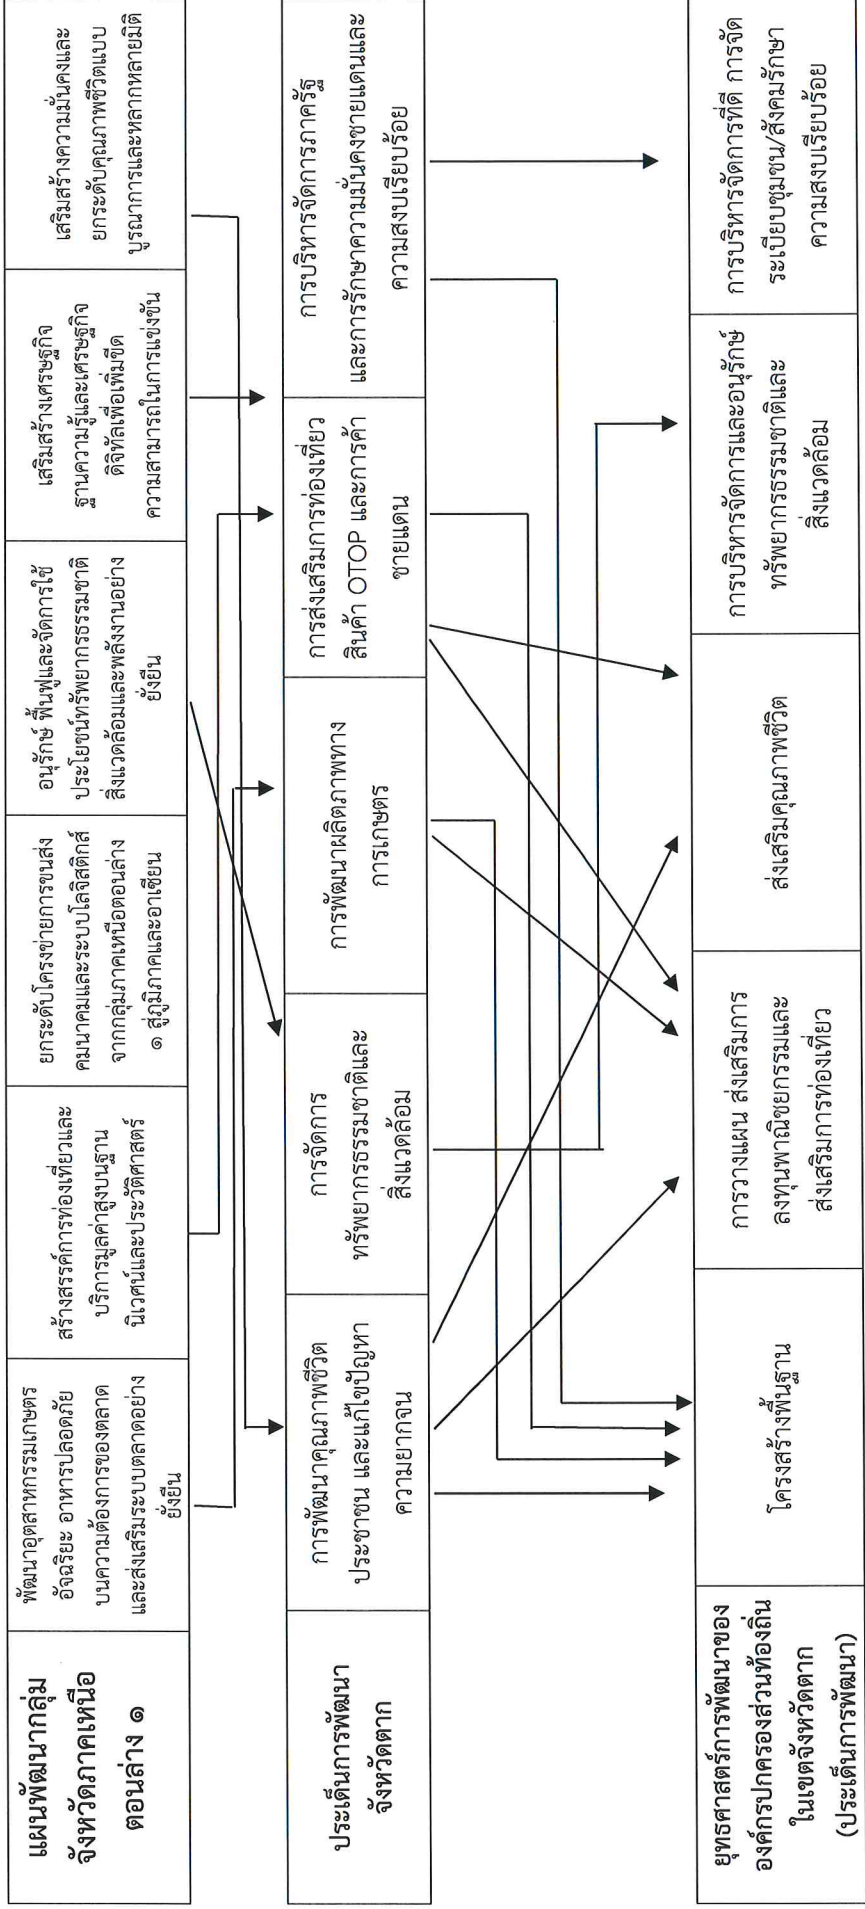 แผนพัฒนากลุ่ม
จังหวัดภาคเหนือ
ตอนล่าง ๑
พัฒนาอุตสาหกรรมเกษตร
อัจฉริยะ อาหารปลอดภัย
บนความต้องการของตลาด
และส่งเสริมระบบตลาดอย่าง
ยั่งยืน
สร้างสรรค์การท่องเที่ยวและ
บริการมูลค่าสูงบนฐาน
นิเวศน์และประวัติศาสตร์
ยกระดับโครงข่ายการขนส่ง
คมนาคมและระบบโลจิสติกส์
จากกลุ่มภาคเหนือตอนล่าง
๑ สู่ภูมิภาคและอาเซียน
อนุรักษ์ ฟื้นฟูและจัดการใช้
ประโยชน์ทรัพยากรธรรมชาติ
สิ่งแวดล้อมและพลังงานอย่าง
ยั่งยืน
เสริมสร้างเศรษฐกิจ
ฐานความรู้และเศรษฐกิจ
ดิจิทัลเพื่อเพิ่มขีด
ความสามารถในการแข่งขัน
เสริมสร้างความมั่นคงและ
ยกระดับคุณภาพชีวิตแบบ
บูรณาการและหลากหลายมิติ
ประเด็นการพัฒนา
จังหวัดตาก
การพัฒนาคุณภาพชีวิต
ประชาชน และแก้ไขปัญหา
ความยากจน
การจัดการ
ทรัพยากรธรรมชาติและ
สิ่งแวดล้อม
การพัฒนาผลิตภาพทาง
การเกษตร
การส่งเสริมการท่องเที่ยว
สินค้า OTOP และการค้า
ชายแดน
การบริหารจัดการภาครัฐ
และการรักษาความมั่นคงชายแดนและ
ความสงบเรียบร้อย
ยุทธศาสตร์การพัฒนาของ
องค์กรปกครองส่วนท้องถิ่น
ในเขตจังหวัดตาก
(ประเด็นการพัฒนา)
โครงสร้างพื้นฐาน
การวางแผน ส่งเสริมการ
ลงทุนพาณิชยกรรมและ
ส่งเสริมการท่องเที่ยว
ส่งเสริมคุณภาพชีวิต
การบริหารจัดการและอนุรักษ์
ทรัพยากรธรรมชาติและ
สิ่งแวดล้อม
การบริหารจัดการที่ดี การจัด
ระเบียบชุมชน/สังคมรักษา
ความสงบเรียบร้อย